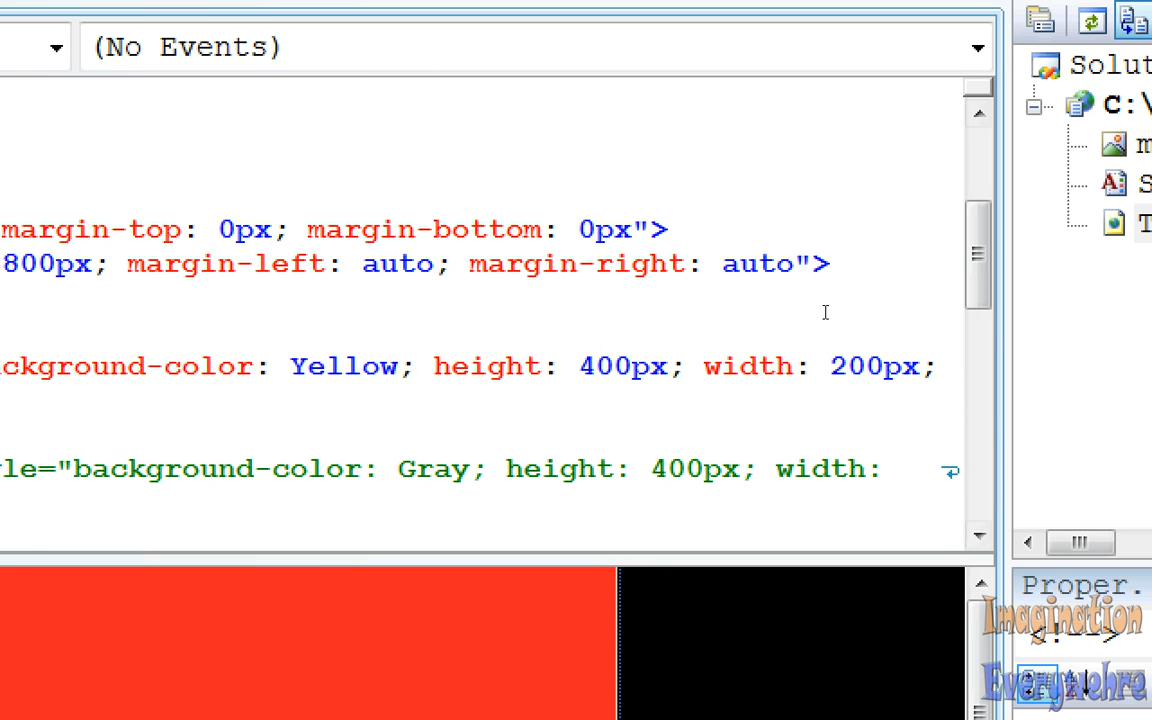 (No Events)
margin-top: 0px; margin-bottom: 0px">
800px; margin-left: auto; margin-right: auto">
ckground-color: Yellow; height: 400px; width: 200px;
yle="background-color: Gray; height: 400px; width:
Solut
C:\
m
S
T
Proper.
<!-->
Imagination
Everywehre